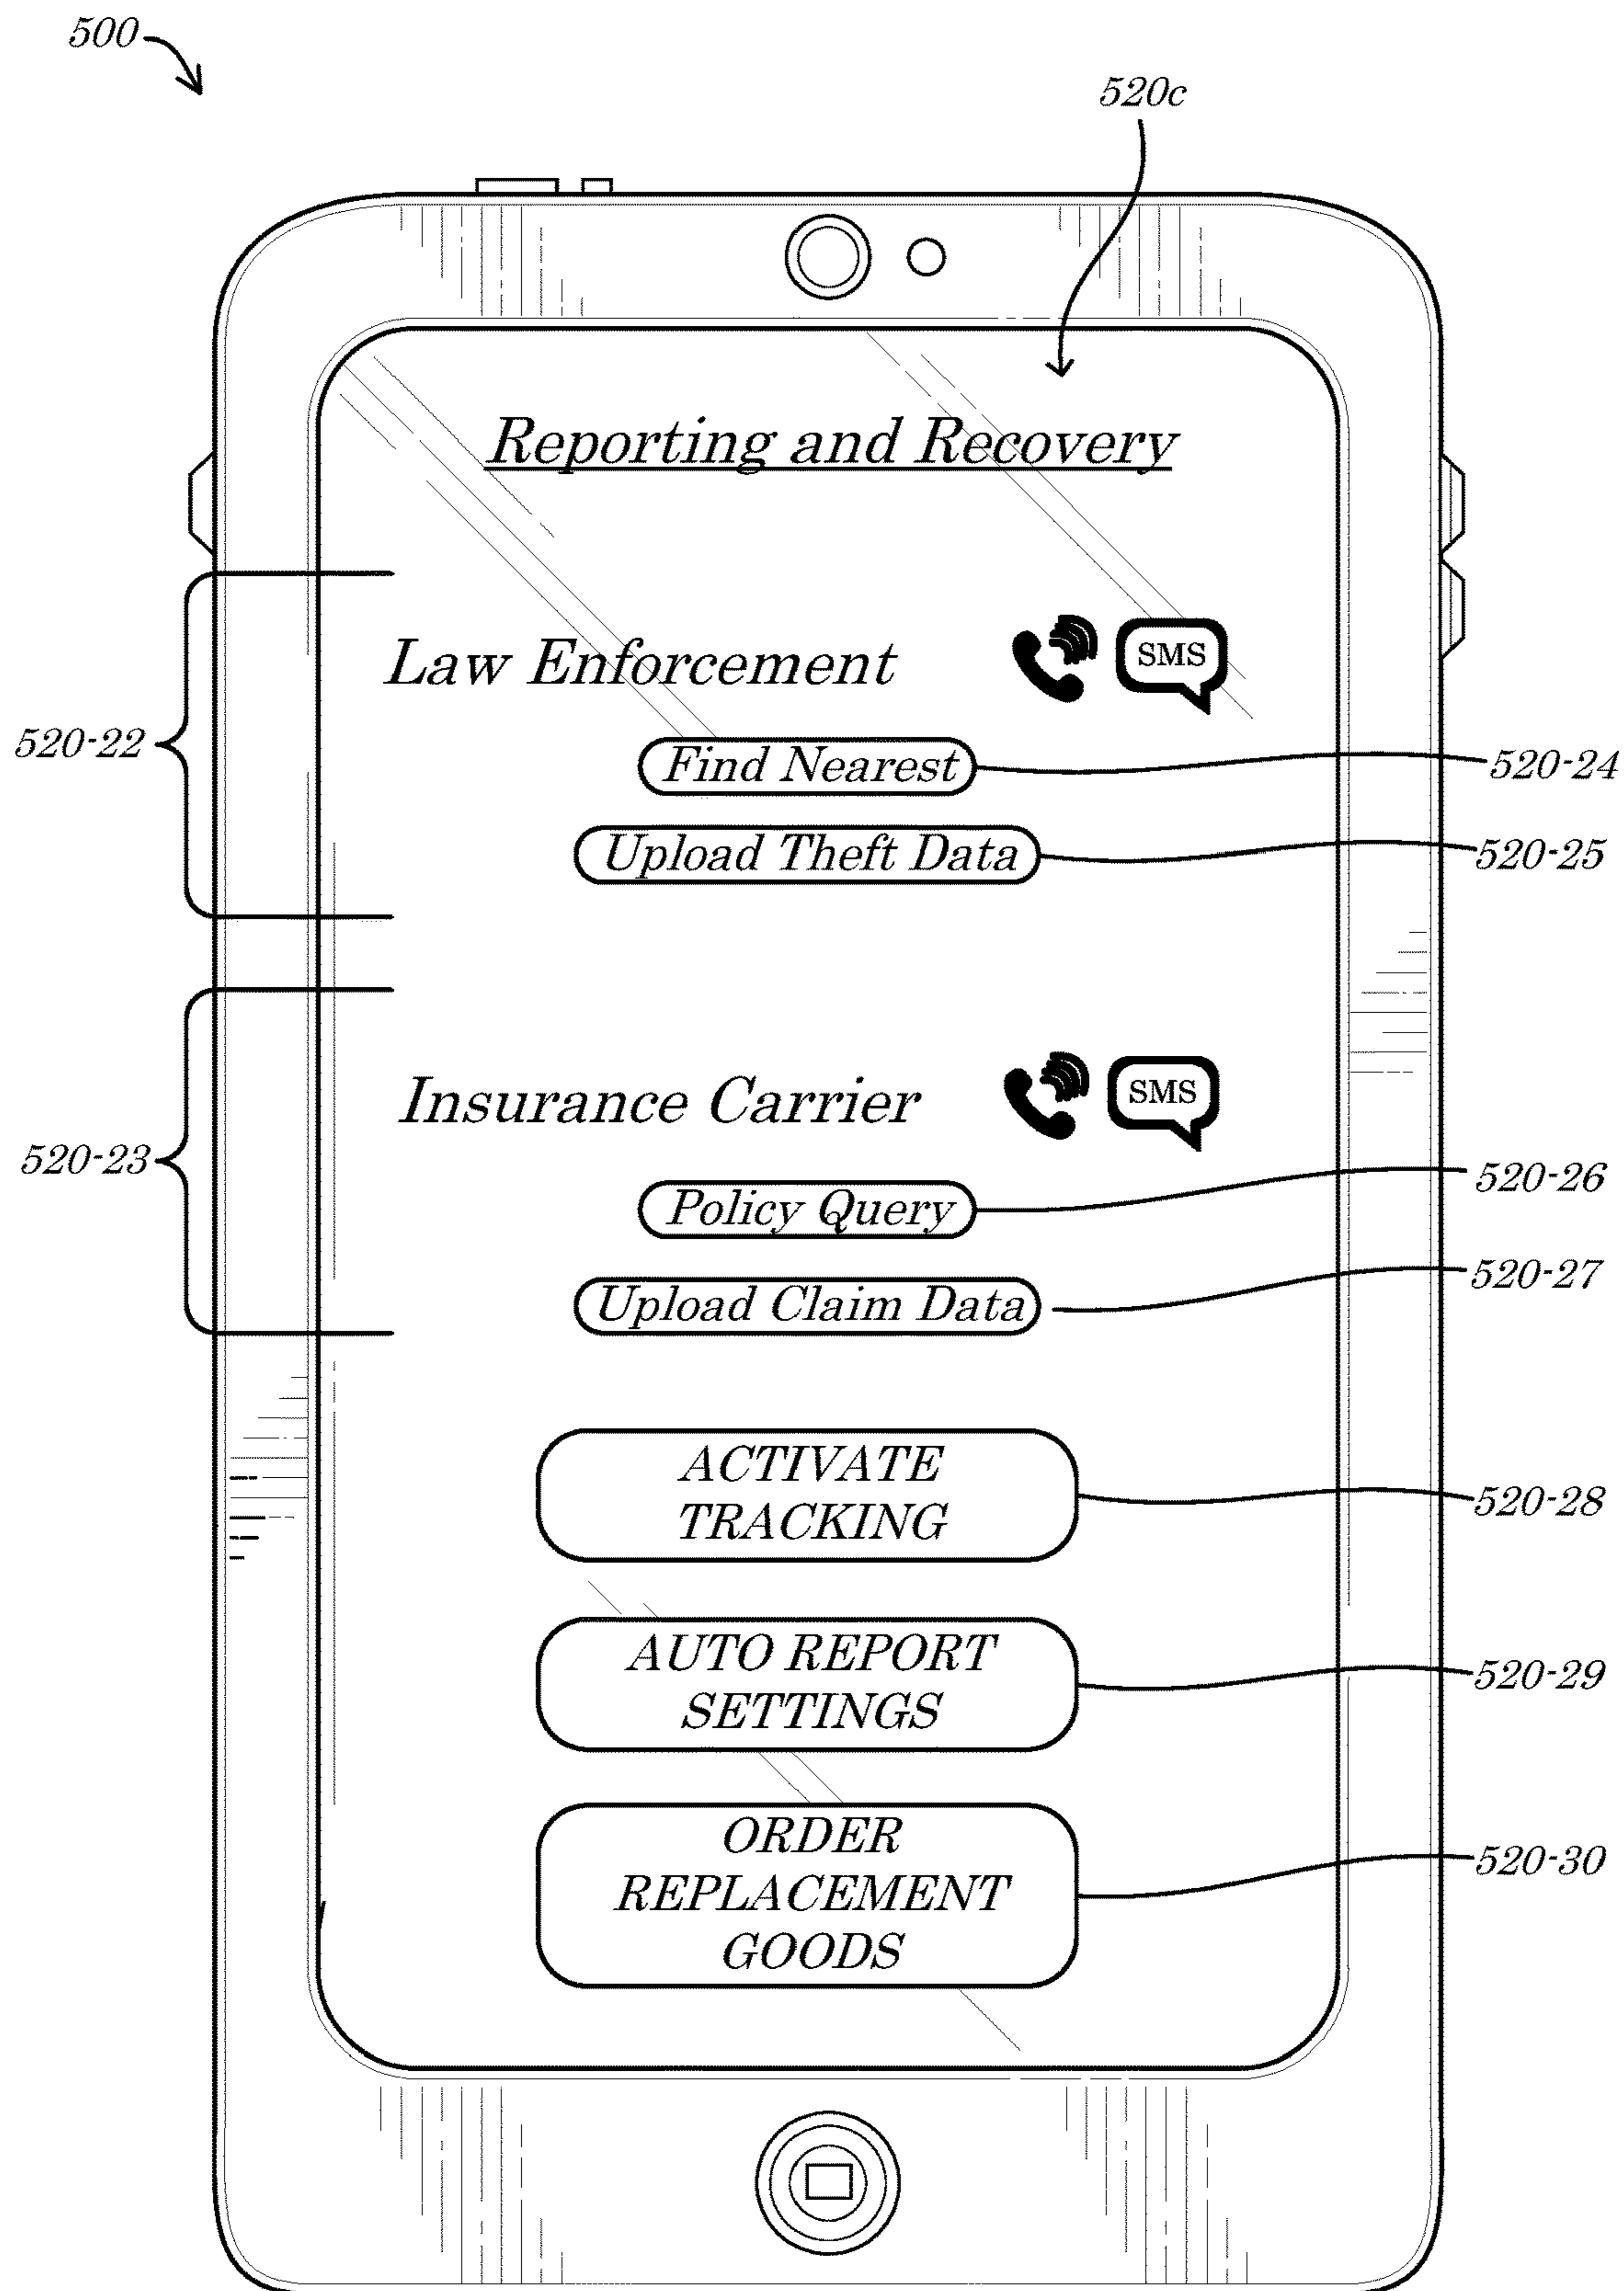 500
520c
Reporting and Recovery
Law Enforcement
SMS
520-22
Find Nearest
520-24
Upload Theft Data
520-25
Insurance Carrier
SMS
520-23
Policy Query
520-26
Upload Claim Data
520-27
ACTIVATE
TRACKING
520-28
AUTO REPORT
SETTINGS
520-29
ORDER
REPLACEMENT
GOODS
520-30